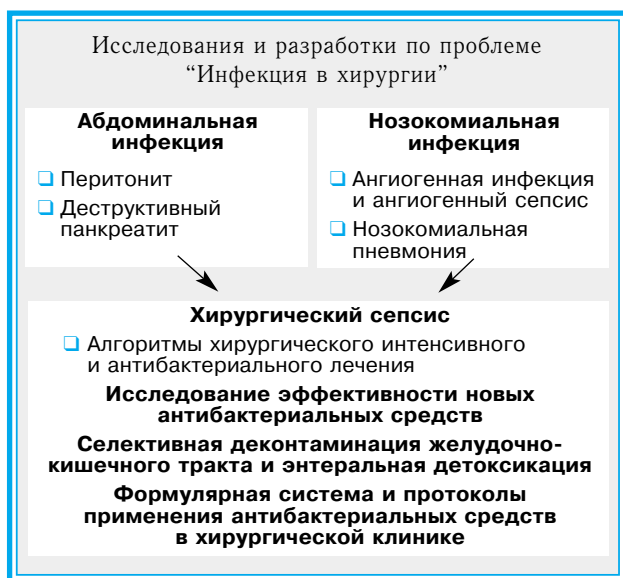 Исследования и разработки по проблеме
“Инфекция в хирургии”
Абдоминальная
инфекция
❏ Перитонит
❏ Деструктивный
панкреатит
Нозокомиальная
инфекция
❏ Ангиогенная инфекция
и ангиогенный сепсис
❏ Нозокомиальная
пневмония
Хирургический сепсис
❏ Алгоритмы хирургического интенсивного
и антибактериального лечения
Исследование эффективности новых
антибактериальных средств
Селективная деконтаминация желудочно-
кишечного тракта и энтеральная детоксикация
Формулярная система и протоколы
применения антибактериальных средств
в хирургической клинике